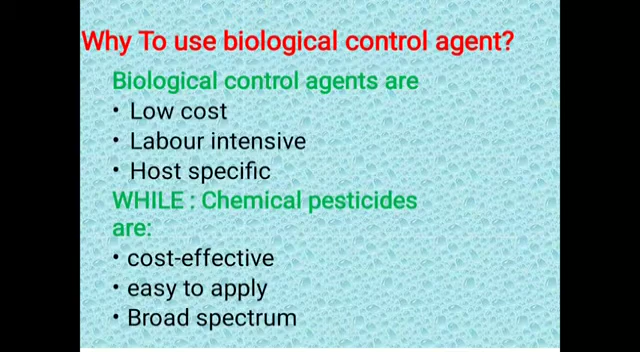 Why To use biological control agent?
Biological control agents are
• Low cost
• Labour intensive
• Host specific
WHILE : Chemical pesticides
are:
• cost-effective
• easy to apply
• Broad spectrum